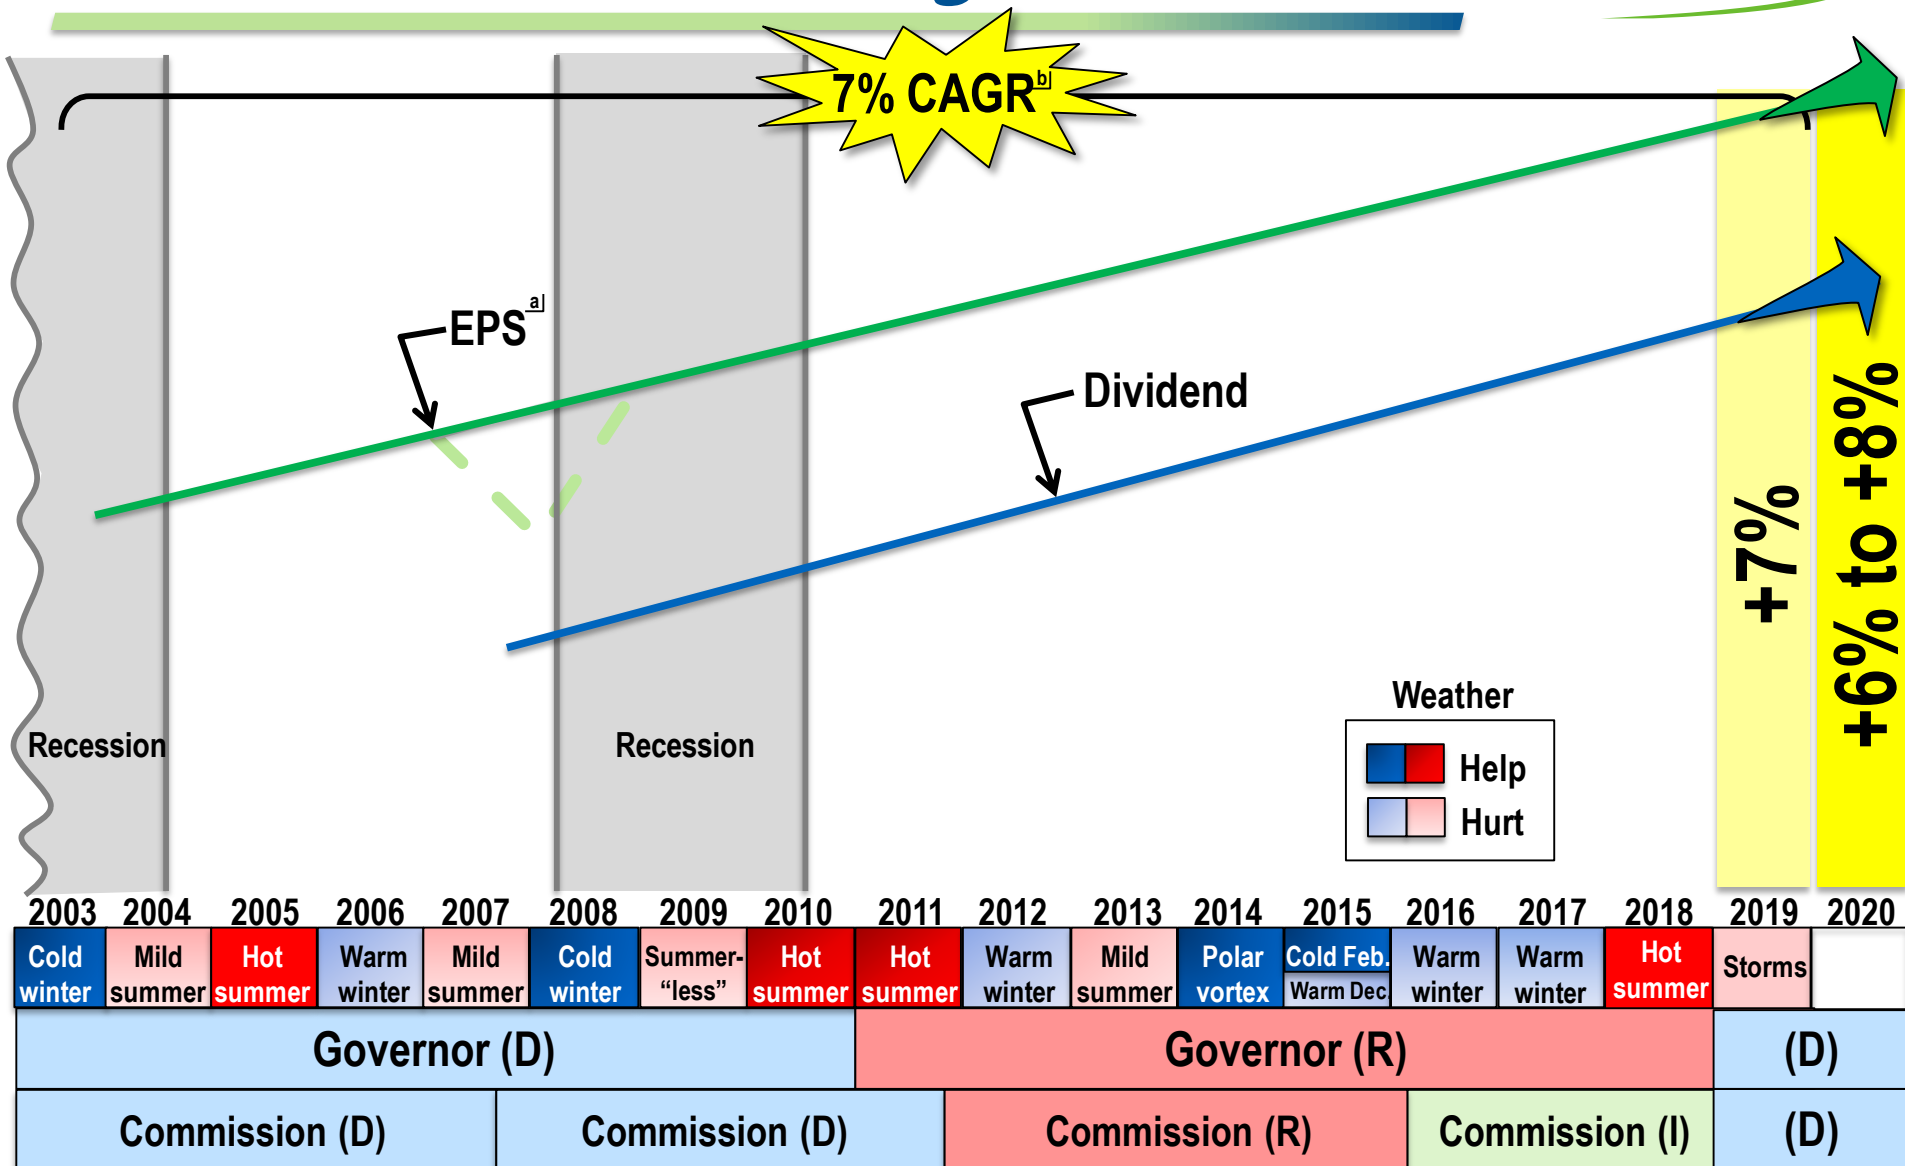 7% CAGR b|
EPS a|
Dividend
+7%
+6% to +8%
Recession
Recession
Weather
Help
Hurt
2003 2004 2005 2006 2007 2008 2009 2010 2011 2012 2013 2014 2015 2016 2017 2018 2019 2020
Cold
winter
Mild
summer
Hot
summer
Warm
winter
Mild
summer
Cold
winter
Summer-
“less”
Hot
summer
Hot
summer
Warm
winter
Mild
summer
Polar
vortex
Cold Feb.
Warm Dec.
Warm
winter
Warm
winter
Hot
summer
Storms
Governor (D)
Governor (R)
(D)
Commission (D)
Commission (D)
Commission (R)
Commission (I)
(D)